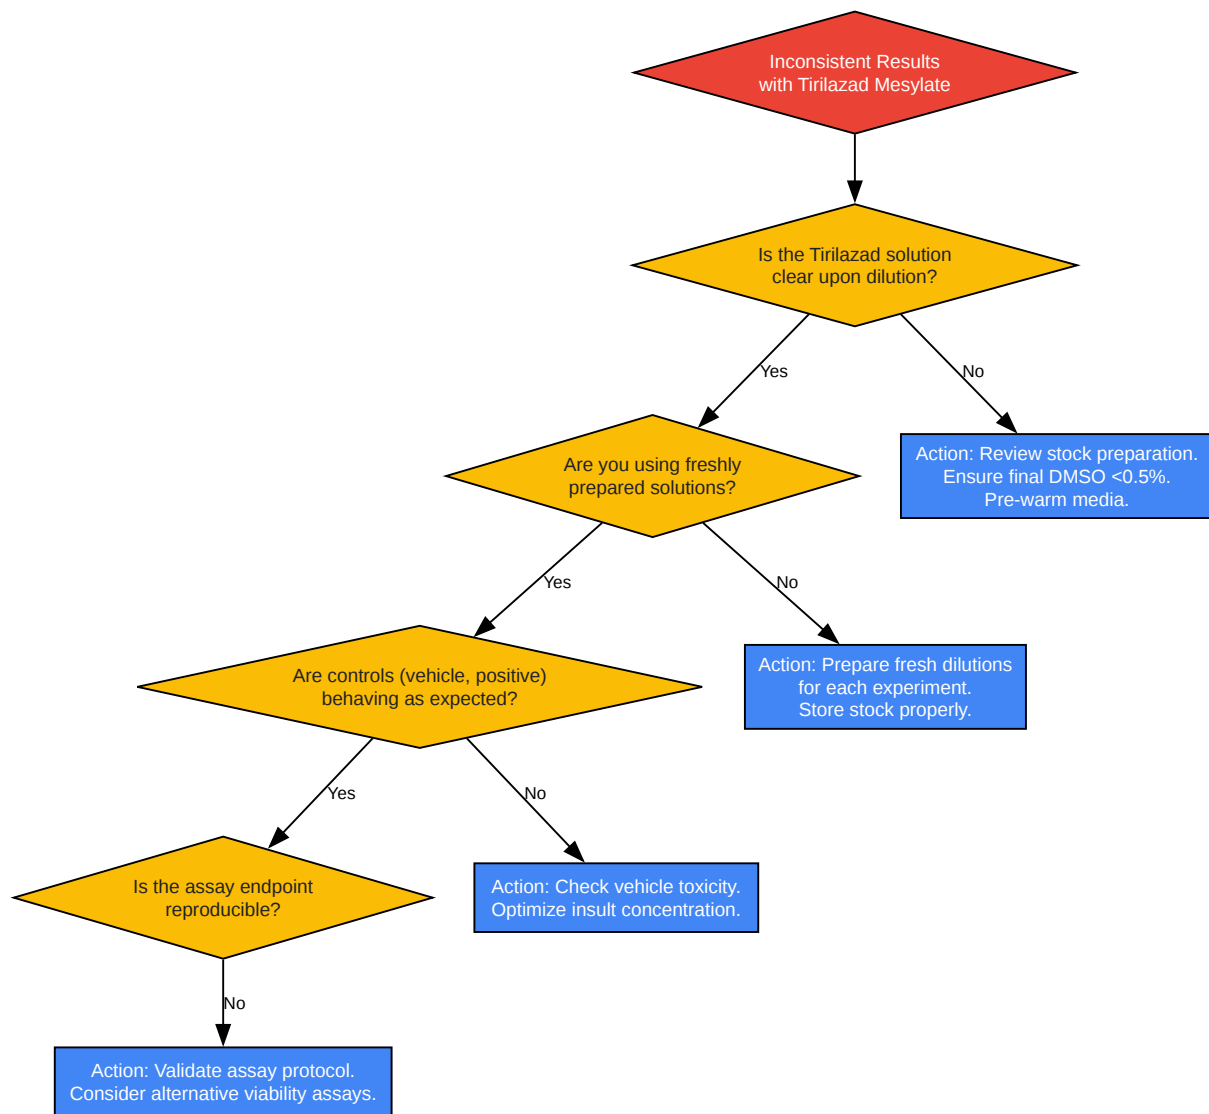 Inconsistent Results
with Tirilazad Mesylate
Is the Tirilazad solution
clear upon dilution?
Yes
No
Are you using freshly
prepared solutions?
Action: Review stock preparation.
Ensure final DMSO <0.5%.
Pre-warm media.
Yes
No
Are controls (vehicle, positive)
behaving as expected?
Action: Prepare fresh dilutions
for each experiment.
Store stock properly.
Yes
No
Is the assay endpoint
reproducible?
Action: Check vehicle toxicity.
Optimize insult concentration.
No
Action: Validate assay protocol.
Consider alternative viability assays.